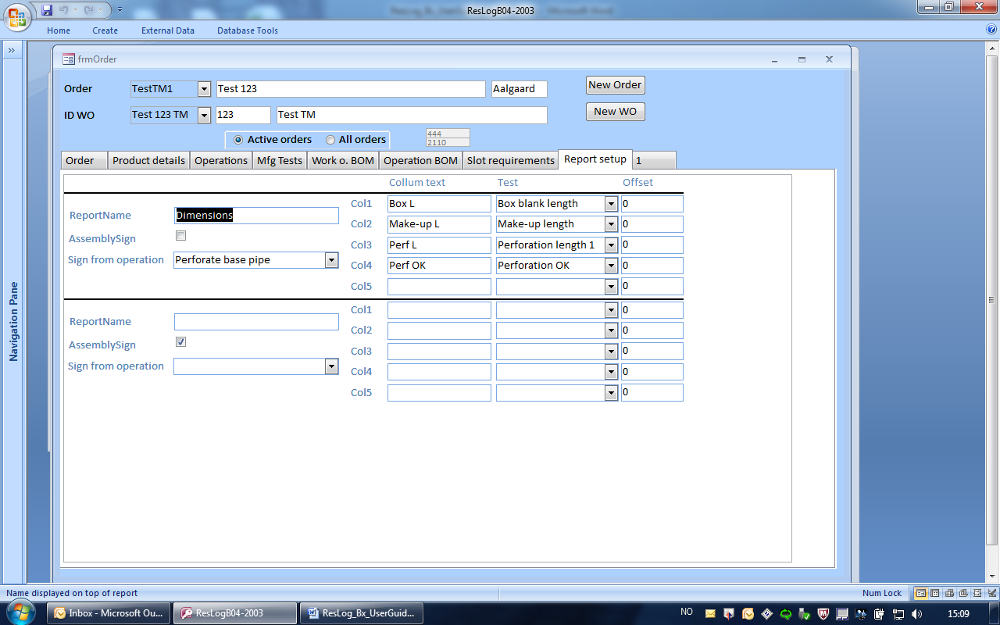 ResLogB04-2003
Home Create External Data Database Tools
»
frmOrder
Order TestTM1 Test 123 Aalgaard New Order
ID WO Test 123 TM 123 Test TM New WO
Active orders All orders 444
2110
Order Product details Operations Mfg Tests Work o. BOM Operation BOM Slot requirements Report setup 1
Collum text Test Offset
Col1 Box L Box blank length 0
ReportName Dimensions
Col2 Make-up L Make-up length 0
AssemblySign
Col3 Perf L Perforation length 1 0
Sign from operation Perforate base pipe
Col4 Perf OK Perforation OK 0
Col5 0
Col1 0
ReportName
Col2 0
AssemblySign
Col3 0
Sign from operation
Col4 0
Col5 0
Navigation Pane
Name displayed on top of report Num Lock
Inbox - Microsoft Ou... ResLogB04-2003 ResLog_Bx_UserGuid... NO 15:09